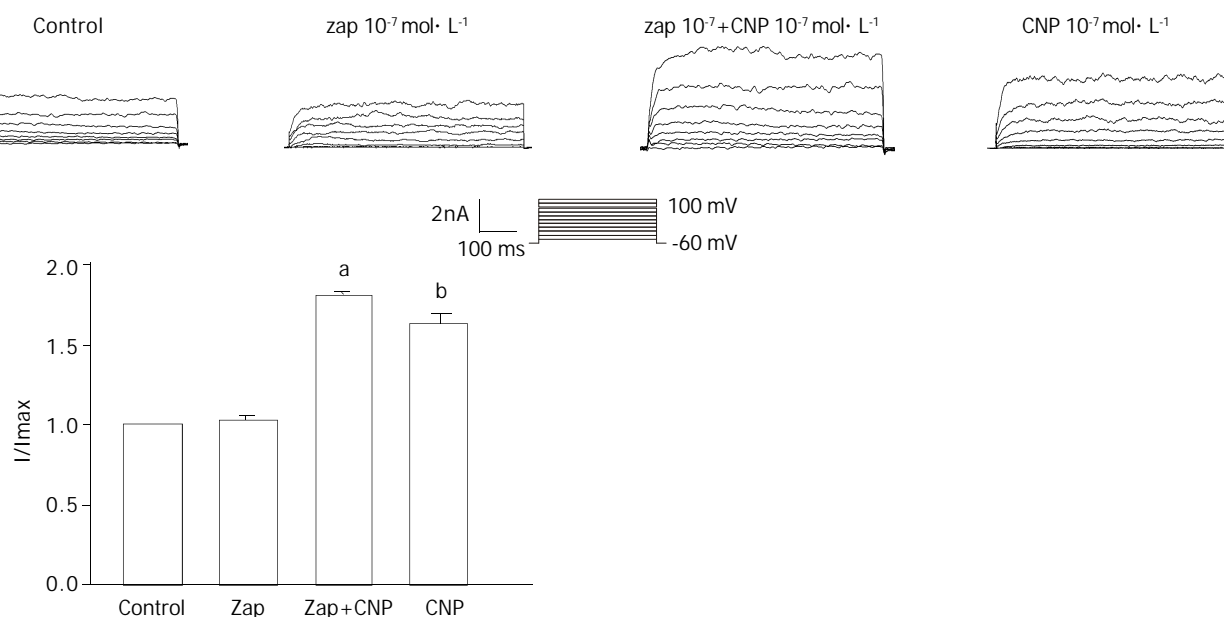 Control
zap 10⁻⁷ mol· L⁻¹
zap 10⁻⁷+CNP 10⁻⁷ mol· L⁻¹
CNP 10⁻⁷ mol· L⁻¹
2nA
100 ms
100 mV
-60 mV
2.0
1.5
1.0
0.5
0.0
I/Imax
a
b
Control
Zap
Zap+CNP
CNP